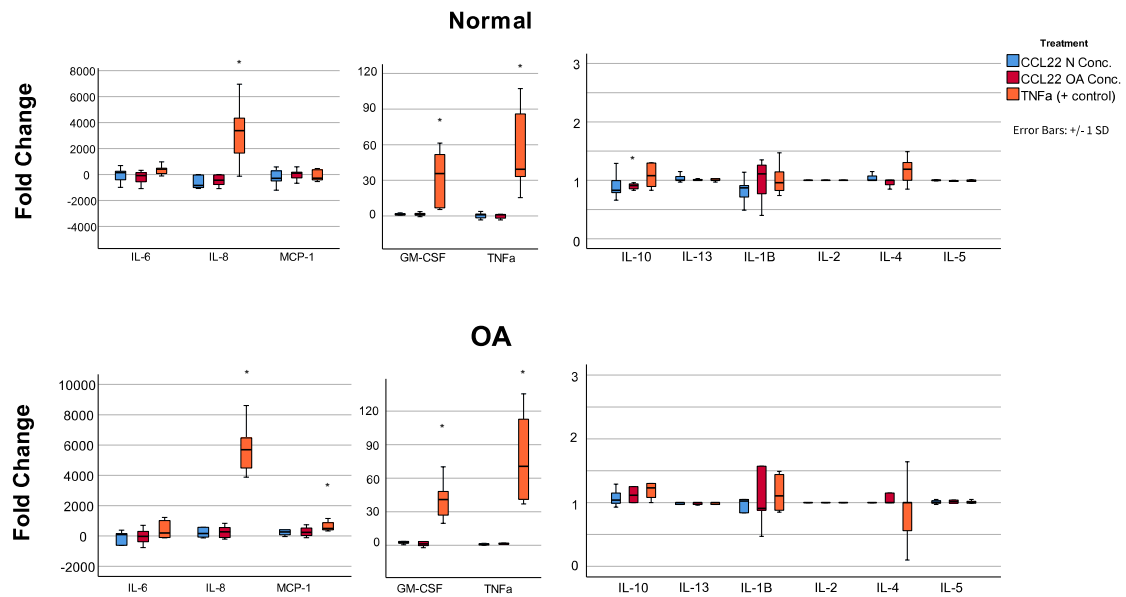 Normal
Fold Change
8000
6000
4000
2000
0
-2000
-4000
*
IL-6 IL-8 MCP-1
120
90
60
30
0
* *
GM-CSF TNFa
3
2
1
0
*
IL-10 IL-13 IL-1B IL-2 IL-4 IL-5
Treatment
CCL22 N Conc.
CCL22 OA Conc.
TNFa (+ control)
Error Bars: +/- 1 SD
OA
Fold Change
10000
8000
6000
4000
2000
0
-2000
* *
IL-6 IL-8 MCP-1
120
90
60
30
0
* *
GM-CSF TNFa
3
2
1
0
IL-10 IL-13 IL-1B IL-2 IL-4 IL-5